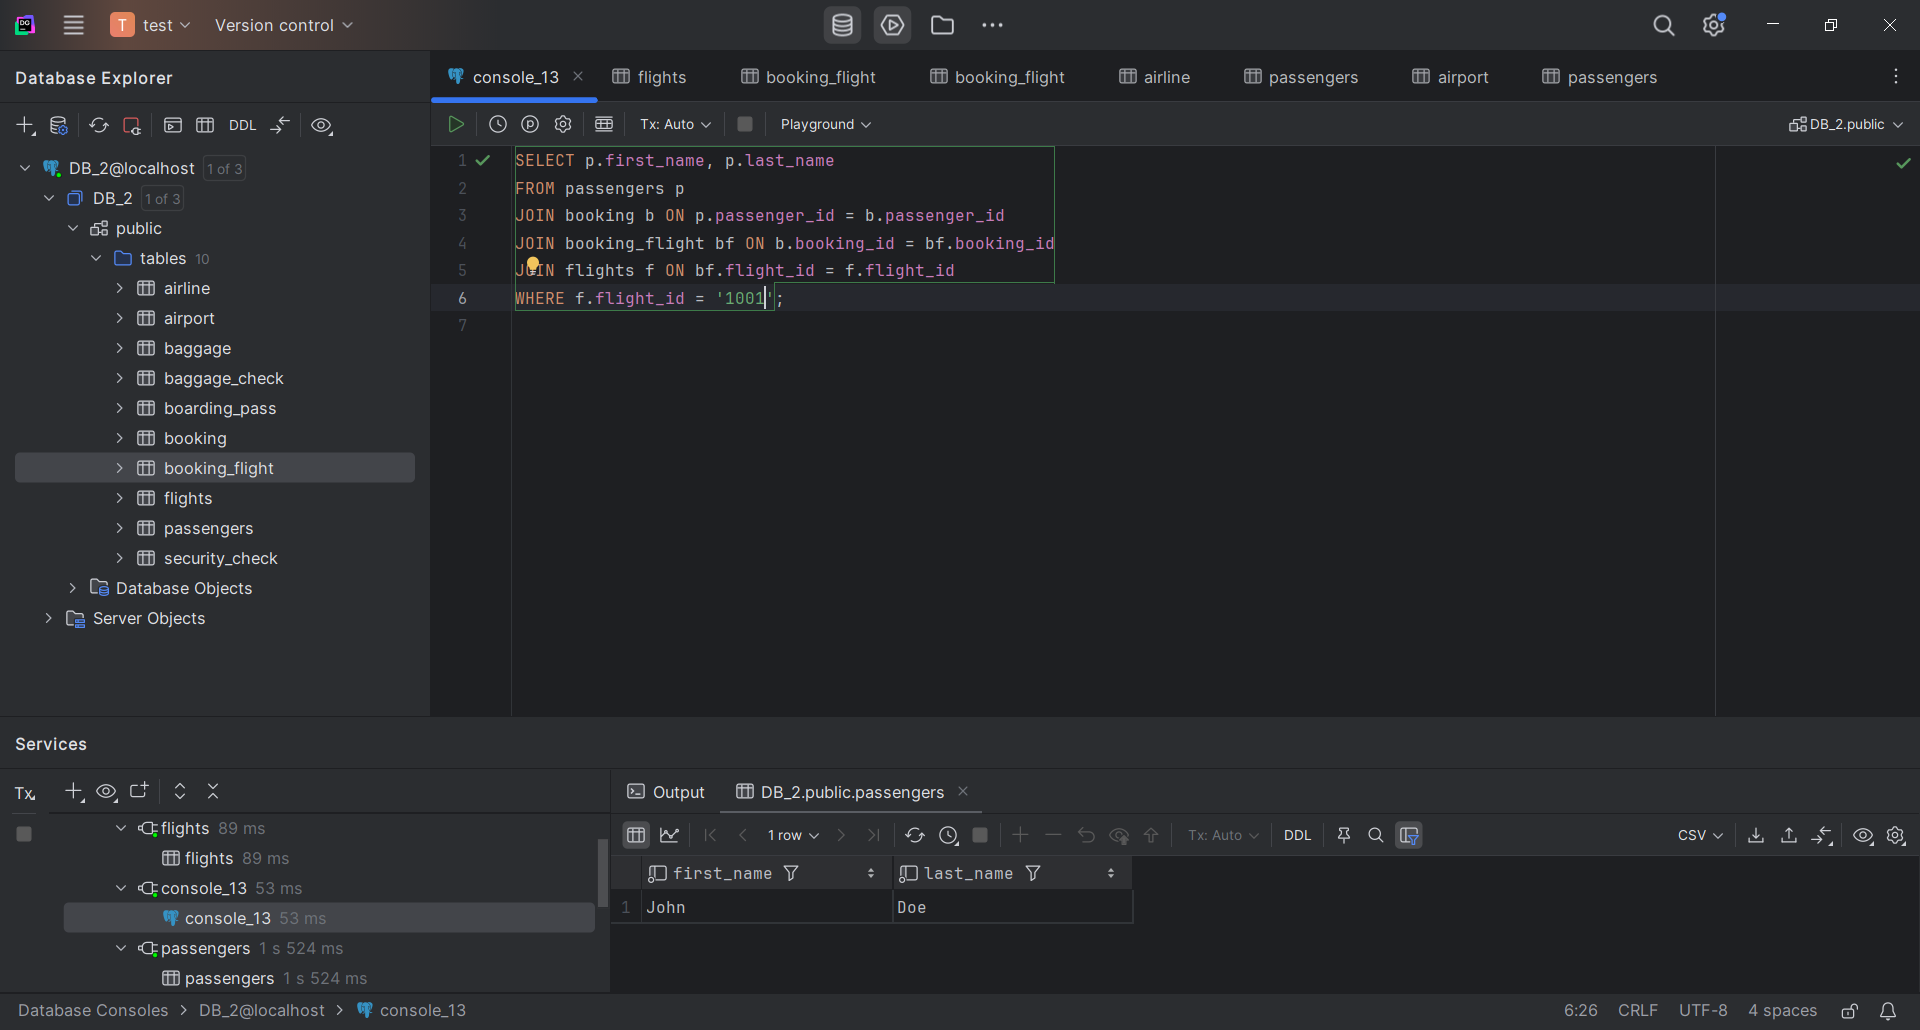 T test Version control
Database Explorer
console_13 flights booking_flight booking_flight airline passengers airport passengers
DDL
Tx: Auto Playground DB_2.public
DB_2@localhost 1 of 3
DB_2 1 of 3
public
tables 10
airline
airport
baggage
baggage_check
boarding_pass
booking
booking_flight
flights
passengers
security_check
Database Objects
Server Objects
1 SELECT p.first_name, p.last_name
2 FROM passengers p
3 JOIN booking b ON p.passenger_id = b.passenger_id
4 JOIN booking_flight bf ON b.booking_id = bf.booking_id
5 JOIN flights f ON bf.flight_id = f.flight_id
6 WHERE f.flight_id = '1001';
7
Services
Tx
flights 89 ms
flights 89 ms
console_13 53 ms
console_13 53 ms
passengers 1 s 524 ms
passengers 1 s 524 ms
Output DB_2.public.passengers
1 row Tx: Auto DDL CSV
first_name last_name
1 John Doe
Database Consoles > DB_2@localhost > console_13
6:26 CRLF UTF-8 4 spaces